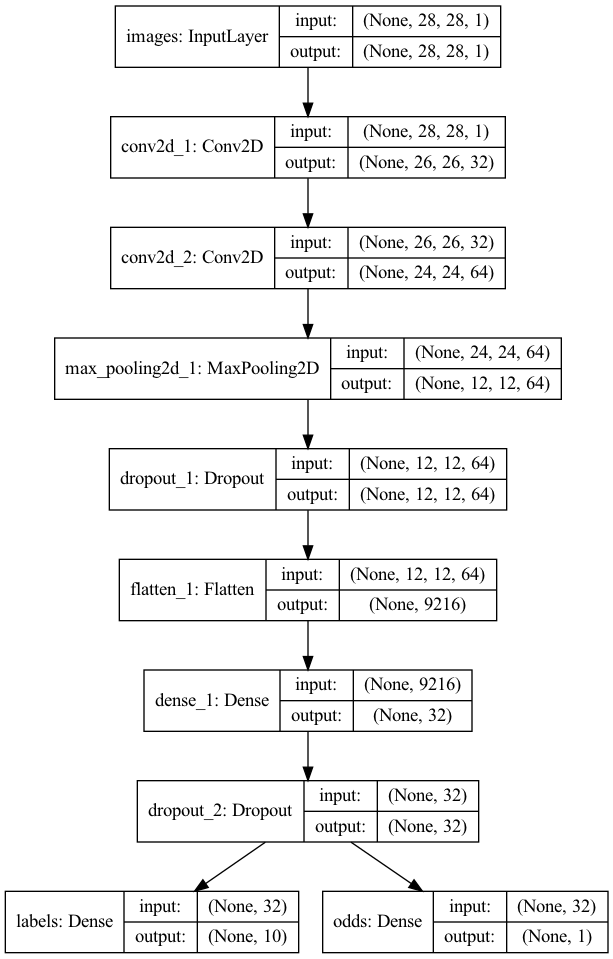 images: InputLayer
input: (None, 28, 28, 1)
output: (None, 28, 28, 1)
conv2d_1: Conv2D
input: (None, 28, 28, 1)
output: (None, 26, 26, 32)
conv2d_2: Conv2D
input: (None, 26, 26, 32)
output: (None, 24, 24, 64)
max_pooling2d_1: MaxPooling2D
input: (None, 24, 24, 64)
output: (None, 12, 12, 64)
dropout_1: Dropout
input: (None, 12, 12, 64)
output: (None, 12, 12, 64)
flatten_1: Flatten
input: (None, 12, 12, 64)
output: (None, 9216)
dense_1: Dense
input: (None, 9216)
output: (None, 32)
dropout_2: Dropout
input: (None, 32)
output: (None, 32)
labels: Dense
input: (None, 32)
output: (None, 10)
odds: Dense
input: (None, 32)
output: (None, 1)